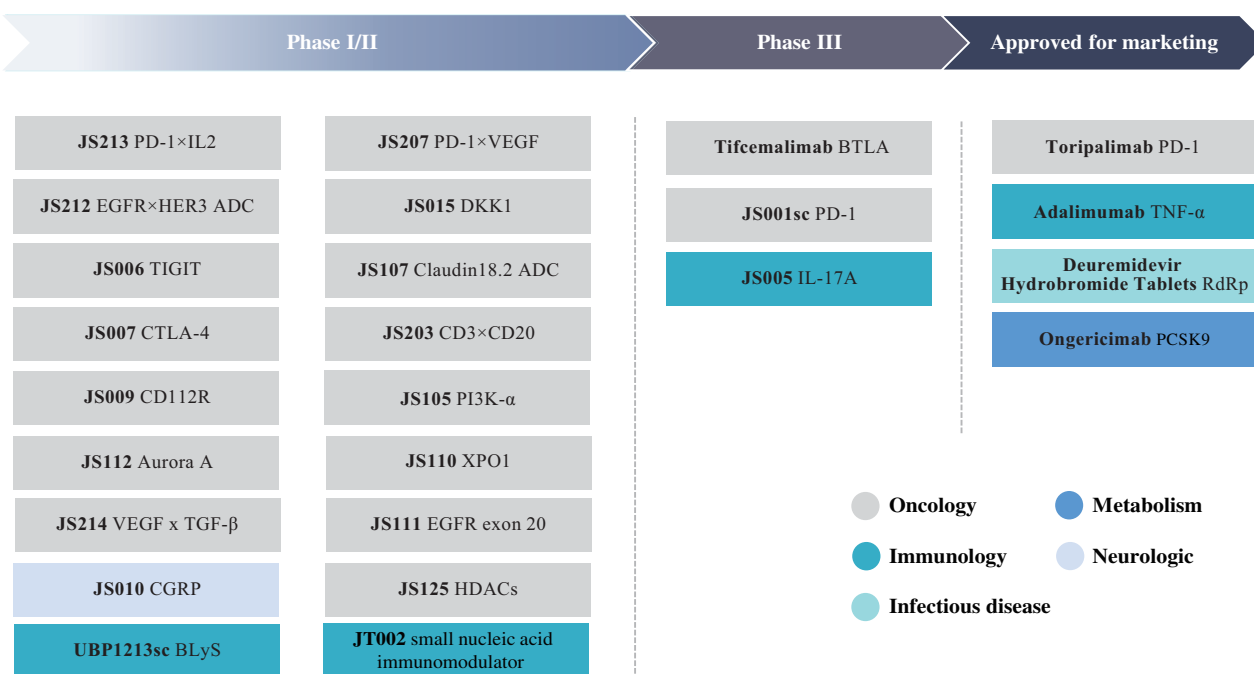 Phase I/II
Phase III
Approved for marketing
JS213 PD-1×IL2
JS212 EGFR×HER3 ADC
JS006 TIGIT
JS007 CTLA-4
JS009 CD112R
JS112 Aurora A
JS214 VEGF x TGF-β
JS010 CGRP
UBP1213sc BLyS
JS207 PD-1×VEGF
JS015 DKK1
JS107 Claudin18.2 ADC
JS203 CD3×CD20
JS105 PI3K-α
JS110 XPO1
JS111 EGFR exon 20
JS125 HDACs
JT002 small nucleic acid
immunomodulator
Tifcemalimab BTLA
JS001sc PD-1
JS005 IL-17A
Toripalimab PD-1
Adalimumab TNF-α
Deuremidevir
Hydrobromide Tablets RdRp
Ongericimab PCSK9
Oncology
Metabolism
Immunology
Neurologic
Infectious disease